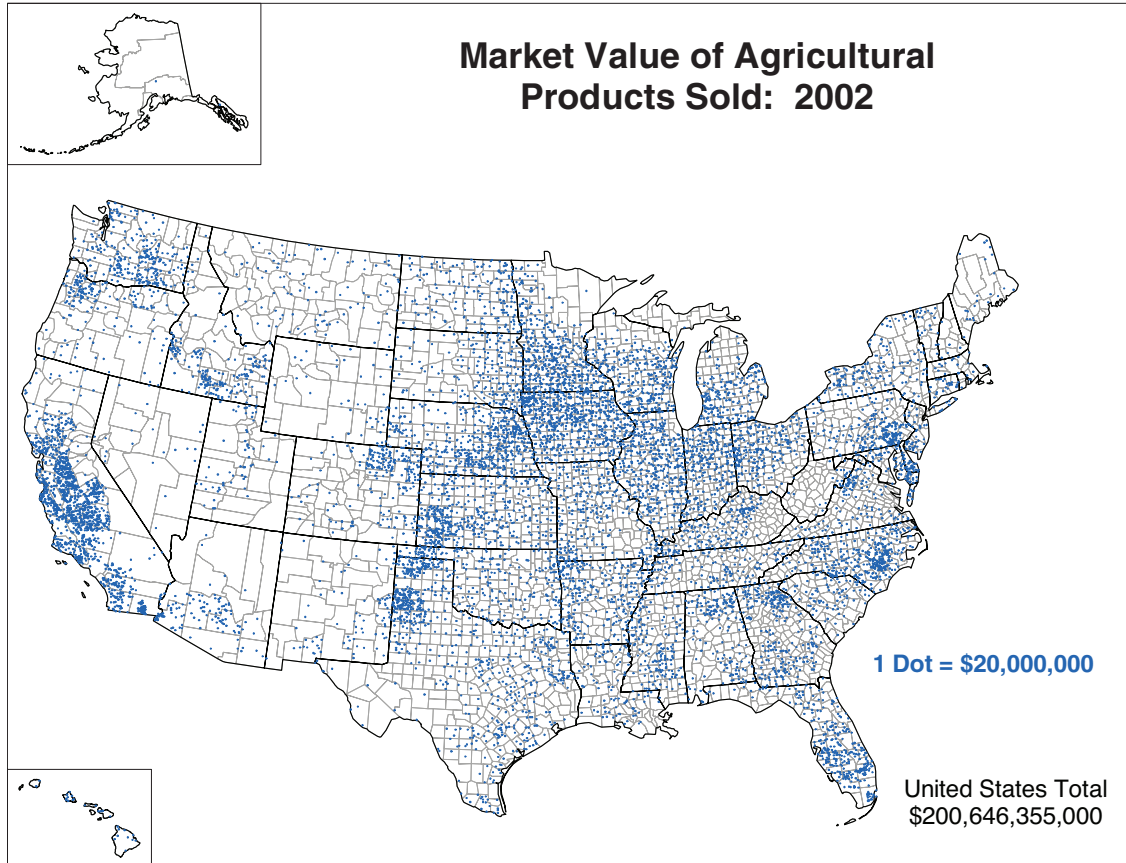 Market Value of Agricultural
Products Sold: 2002
1 Dot = $20,000,000
United States Total
$200,646,355,000